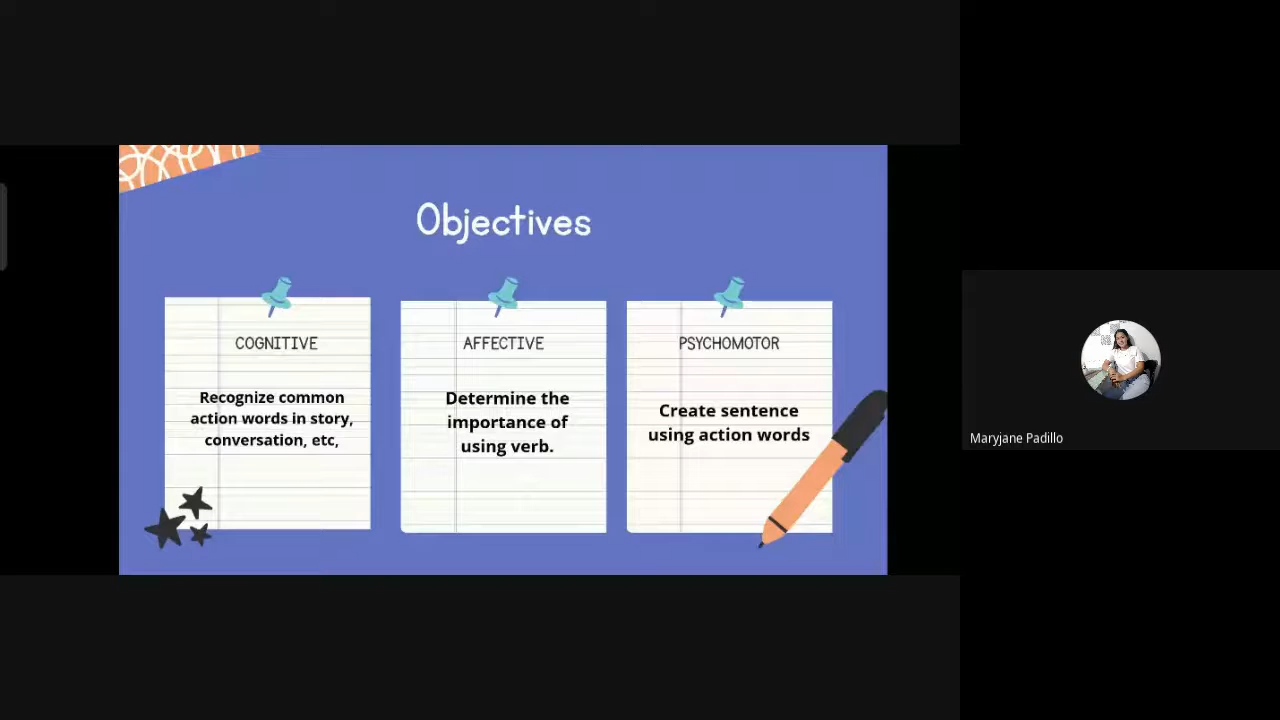 Objectives
COGNITIVE
Recognize common
action words in story,
conversation, etc,
AFFECTIVE
Determine the
importance of
using verb.
PSYCHOMOTOR
Create sentence
using action words
Maryjane Padillo